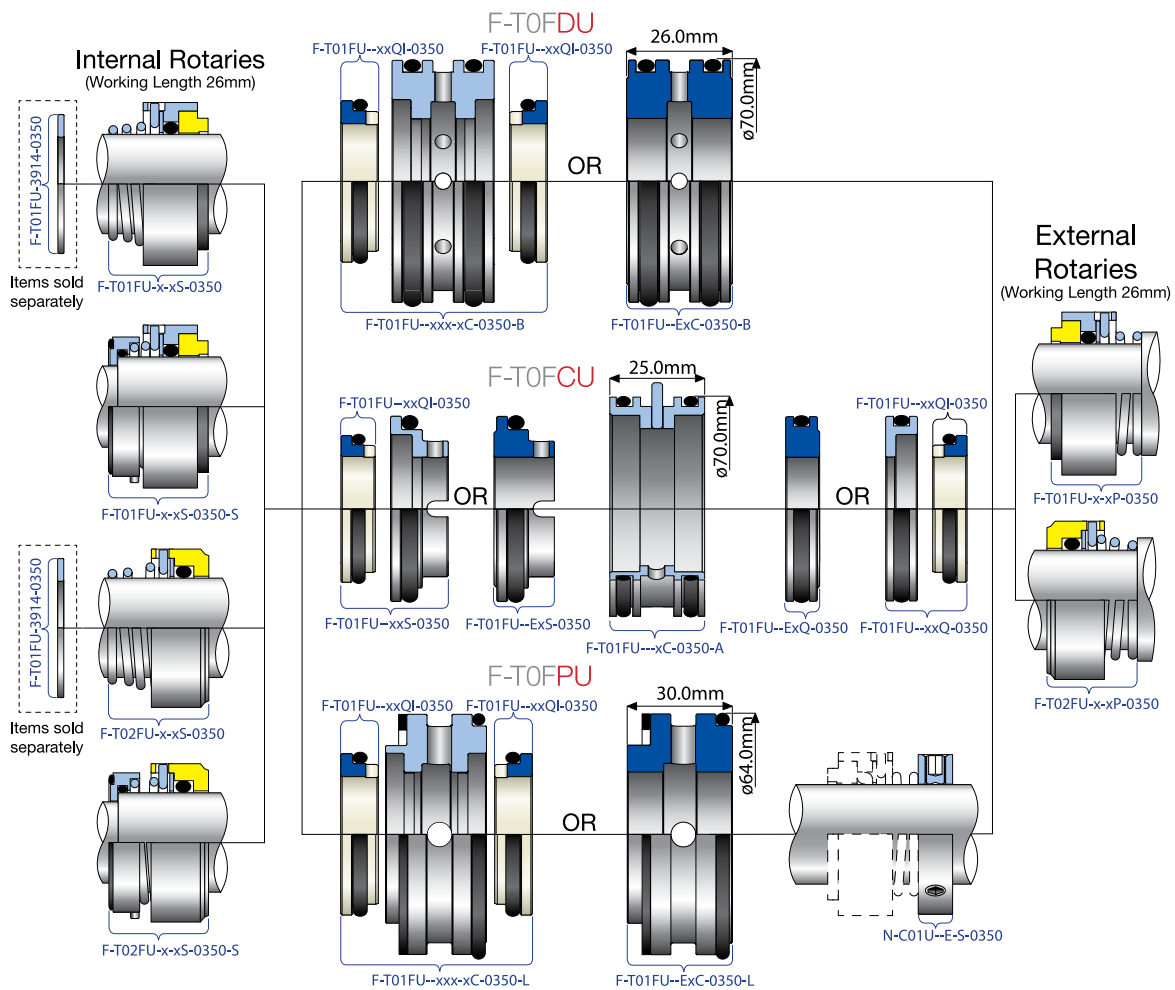 F-T0FDU
F-T01FU--xxQI-0350
F-T01FU--xxQI-0350
26.0mm
ø70.0mm
OR
F-T01FU--xxx-xC-0350-B
F-T01FU--ExC-0350-B
Internal Rotaries
(Working Length 26mm)
F-T01FU-3914-0350
Items sold
separately
F-T01FU-x-xS-0350
F-T01FU-x-xS-0350-S
F-T01FU-3914-0350
Items sold
separately
F-T02FU-x-xS-0350
F-T02FU-x-xS-0350-S
F-T0FCU
F-T01FU--xxQI-0350
OR
25.0mm
ø70.0mm
F-T01FU--xxQI-0350
OR
F-T01FU--xxS-0350
F-T01FU--ExS-0350
F-T01FU---xC-0350-A
F-T01FU--ExQ-0350
F-T01FU--xxQ-0350
External
Rotaries
(Working Length 26mm)
F-T01FU-x-xP-0350
F-T02FU-x-xP-0350
F-T0FPU
F-T01FU--xxQI-0350
F-T01FU--xxQI-0350
30.0mm
ø64.0mm
OR
F-T01FU--xxx-xC-0350-L
F-T01FU--ExC-0350-L
N-C01U--E-S-0350